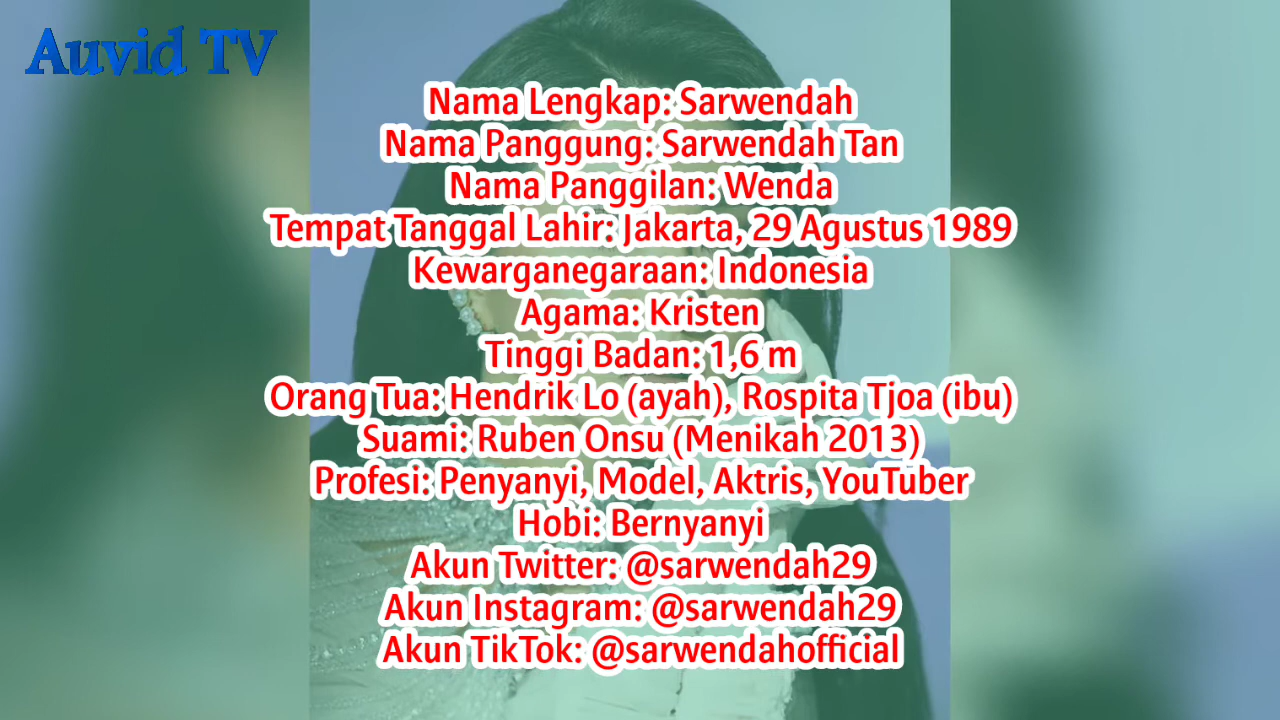 Auvid TV
Nama Lengkap: Sarwendah
Nama Panggung: Sarwendah Tan
Nama Panggilan: Wenda
Tempat Tanggal Lahir: Jakarta, 29 Agustus 1989
Kewarganegaraan: Indonesia
Agama: Kristen
Tinggi Badan: 1,6 m
Orang Tua: Hendrik Lo (ayah), Rospita Tjoa (ibu)
Suami: Ruben Onsu (Menikah 2013)
Profesi: Penyanyi, Model, Aktris, YouTuber
Hobi: Bernyanyi
Akun Twitter: @sarwendah29
Akun Instagram: @sarwendah29
Akun TikTok: @sarwendahofficial